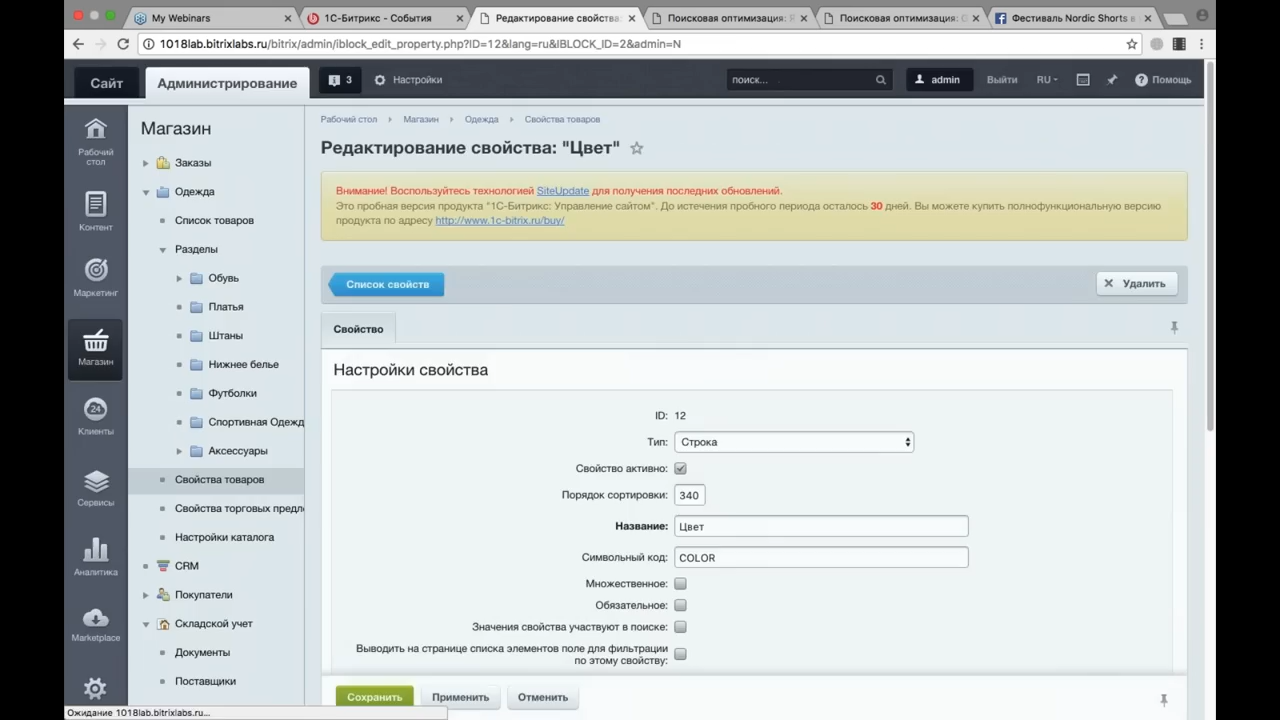 My Webinars
1С-Битрикс - События
Редактирование свойства:
Поисковая оптимизация: Я
Поисковая оптимизация: G
Фестиваль Nordic Shorts в
1018lab.bitrixlabs.ru/bitrix/admin/iblock_edit_property.php?ID=12&lang=ru&IBLOCK_ID=2&admin=N
Сайт
Администрирование
3
Настройки
поиск...
admin
Выйти
RU
Помощь
Рабочий стол
Контент
Маркетинг
Магазин
24
Клиенты
Сервисы
Аналитика
Marketplace
Магазин
Заказы
Одежда
Список товаров
Разделы
Обувь
Платья
Штаны
Нижнее белье
Футболки
Спортивная Одежд
Аксессуары
Свойства товаров
Свойства торговых предл
Настройки каталога
CRM
Покупатели
Складской учет
Документы
Поставщики
Рабочий стол
Магазин
Одежда
Свойства товаров
Редактирование свойства: "Цвет"
Внимание! Воспользуйтесь технологией SiteUpdate для получения последних обновлений.
Это пробная версия продукта "1С-Битрикс: Управление сайтом". До истечения пробного периода осталось 30 дней. Вы можете купить полнофункциональную версию
продукта по адресу http://www.1c-bitrix.ru/buy/
Список свойств
Удалить
Свойство
Настройки свойства
ID: 12
Тип: Строка
Свойство активно:
Порядок сортировки: 340
Название: Цвет
Символьный код: COLOR
Множественное:
Обязательное:
Значения свойства участвуют в поиске:
Выводить на странице списка элементов поле для фильтрации
по этому свойству:
Сохранить
Применить
Отменить
Ожидание 1018lab.bitrixlabs.ru...